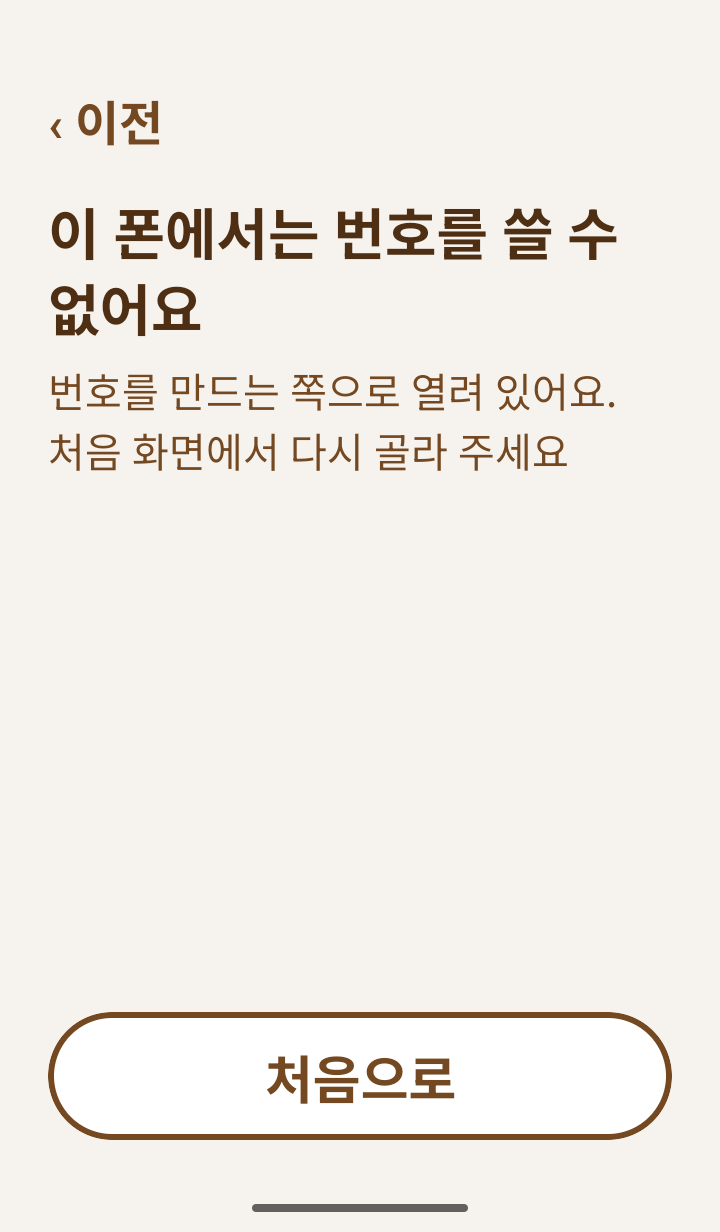 ‹ 이전
이 폰에서는 번호를 쓸 수
없어요
번호를 만드는 쪽으로 열려 있어요.
처음 화면에서 다시 골라 주세요
처음으로